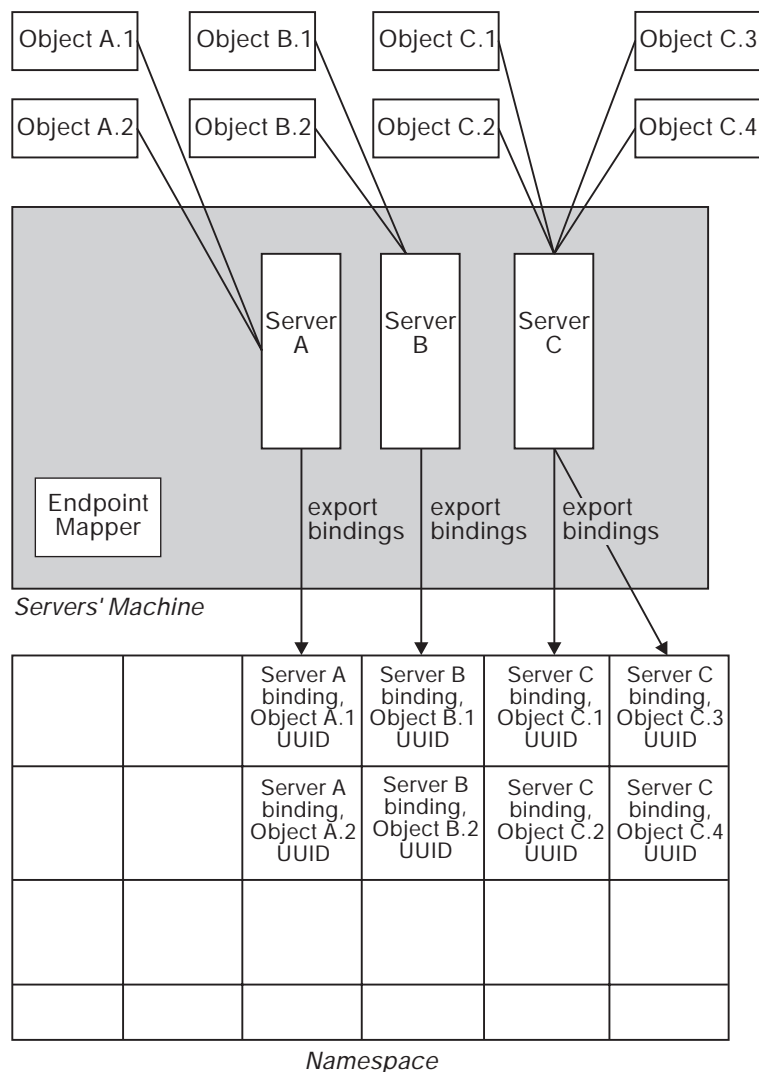 Object A.1
Object B.1
Object C.1
Object C.3
Object A.2
Object B.2
Object C.2
Object C.4
Server
A
Server
B
Server
C
Endpoint
Mapper
export
bindings
export
bindings
export
bindings
Servers' Machine
Server A
binding,
Object A.1
UUID
Server B
binding,
Object B.1
UUID
Server C
binding,
Object C.1
UUID
Server C
binding,
Object C.3
UUID
Server A
binding,
Object A.2
UUID
Server B
binding,
Object B.2
UUID
Server C
binding,
Object C.2
UUID
Server C
binding,
Object C.4
UUID
Namespace